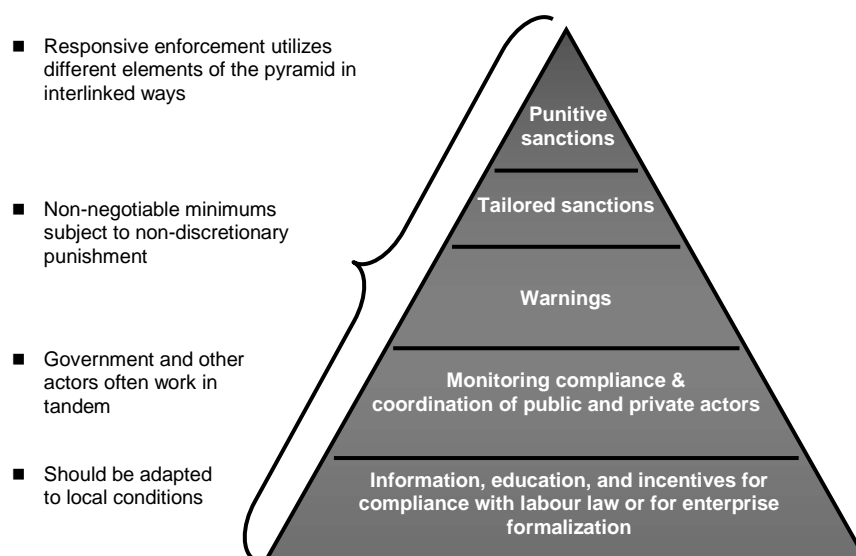 Responsive enforcement utilizes
different elements of the pyramid in
interlinked ways
Non-negotiable minimums
subject to non-discretionary
punishment
Government and other
actors often work in
tandem
Should be adapted
to local conditions
Punitive
sanctions
Tailored sanctions
Warnings
Monitoring compliance &
coordination of public and private actors
Information, education, and incentives for
compliance with labour law or for enterprise
formalization